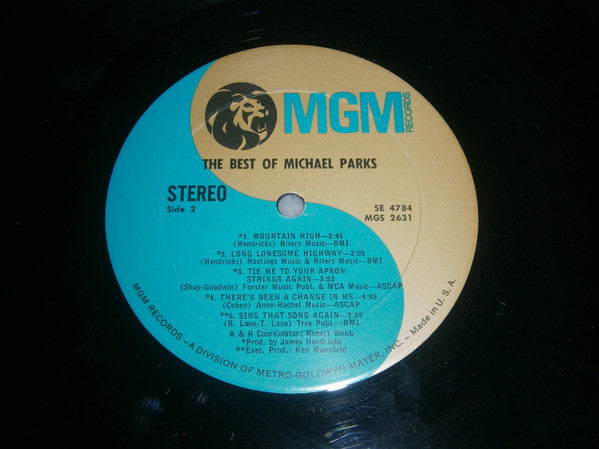 MGM
RECORDS
THE BEST OF MICHAEL PARKS
STEREO
Side 2
SE 4784
MGS 2631
*1. MOUNTAIN HIGH—2:45
(Hendricks) Rivers Music—BMI
*2. LONG LONESOME HIGHWAY—2:05
(Hendricks) Hastings Music & Rivers Music—BMI
*3. TIE ME TO YOUR APRON
STRINGS AGAIN—3:52
(Shay-Goodwin) Forster Music Publ. & MCA Music—ASCAP
*4. THERE'S BEEN A CHANGE IN ME—4:45
(Coben) Anne-Rachel Music—ASCAP
**5. SING THAT SONG AGAIN—2:55
(R. Lane-T. Lane) Tree Publ.—BMI
A & R Coordinator: Robert Webb
*Prod. by James Hendricks
**Exec. Prod.: Ken Mansfield
MGM RECORDS – A DIVISION OF METRO-GOLDWYN-MAYER, INC. – Made in U. S. A.